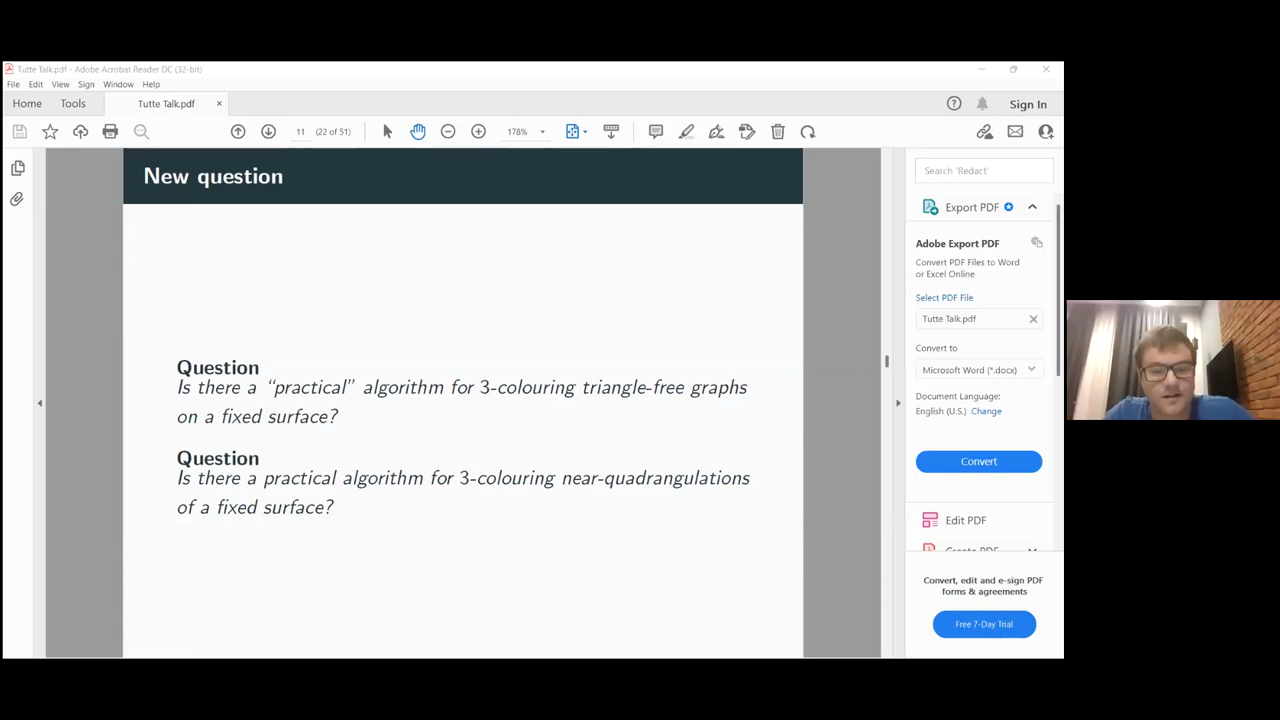 Tutte Talk.pdf - Adobe Acrobat Reader DC (32-bit)
File Edit View Sign Window Help
Home Tools Tutte Talk.pdf × Sign In
11 (22 of 51) 178%
New question
Question
Is there a “practical” algorithm for 3-colouring triangle-free graphs
on a fixed surface?
Question
Is there a practical algorithm for 3-colouring near-quadrangulations
of a fixed surface?
Search 'Redact'
Export PDF
Adobe Export PDF
Convert PDF Files to Word
or Excel Online
Select PDF File
Tutte Talk.pdf
Convert to
Microsoft Word (*.docx)
Document Language:
English (U.S.) Change
Convert
Edit PDF
Create PDF
Convert, edit and e-sign PDF
forms & agreements
Free 7-Day Trial